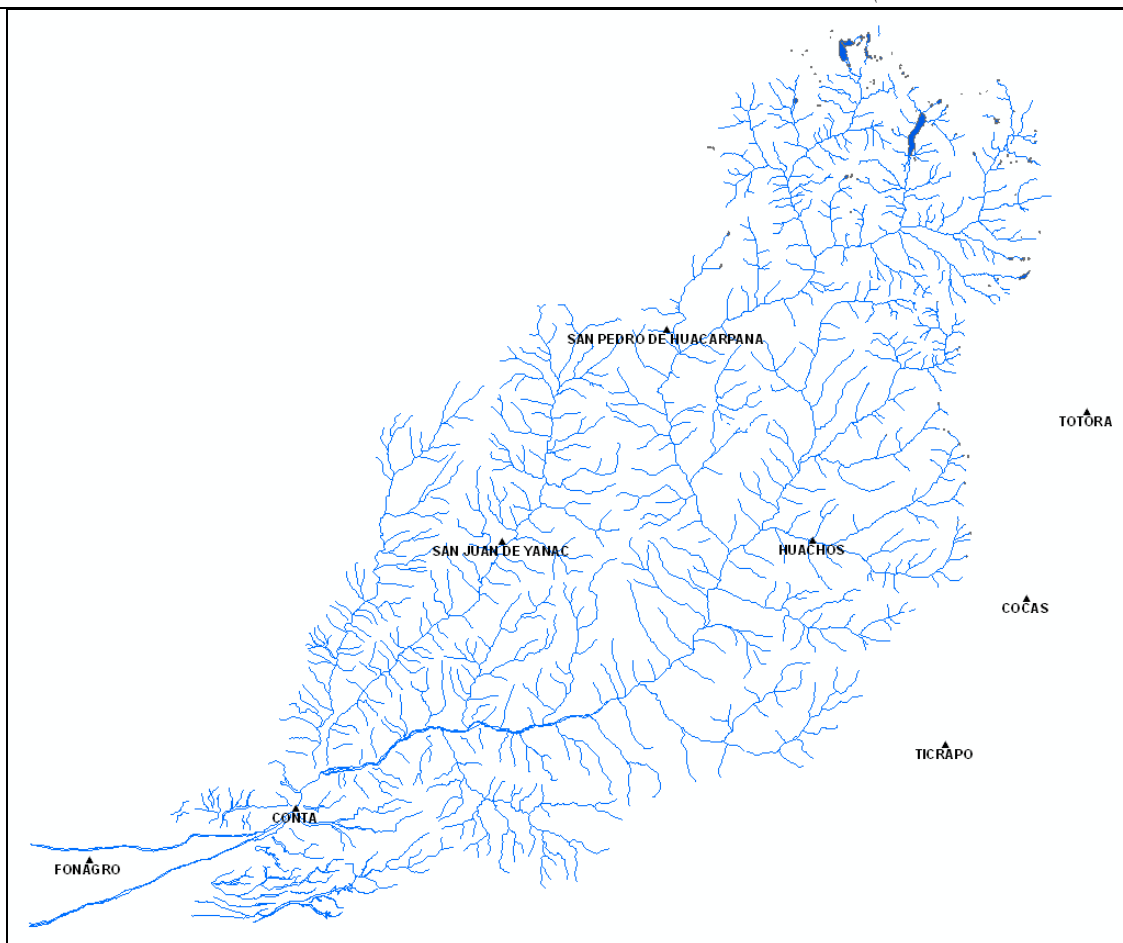 SAN PEDRO DE HUACARPANA
TOTORA
SAN JUAN DE YANAC
HUACHOS
COCAS
TICRAPO
CONTA
FONAGRO